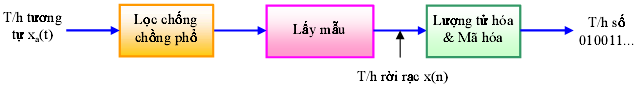 T/h tương
tự xa(t)
Lọc chống
chồng phổ
Lấy mẫu
T/h rời rạc x(n)
Lượng tử hóa
& Mã hóa
T/h số
010011...